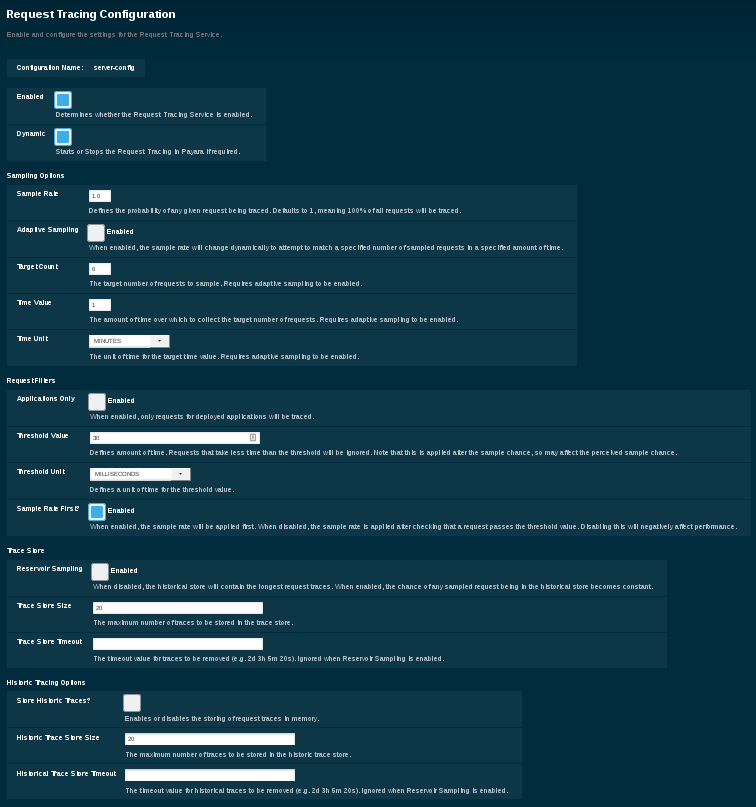 Request Tracing Configuration
Enable and configure the settings for the Request Tracing Service.
Configuration Name: server-config
Enabled
Determines whether the Request Tracing Service is enabled.
Dynamic
Starts or Stops the Request Tracing in Payara if required.
Sampling Options
Sample Rate 1.0
Defines the probability of any given request being traced. Defaults to 1, meaning 100% of all requests will be traced.
Adaptive Sampling Enabled
When enabled, the sample rate will change dynamically to attempt to match a specified number of sampled requests in a specified amount of time.
Target Count 6
The target number of requests to sample. Requires adaptive sampling to be enabled.
Time Value 1
The amount of time over which to collect the target number of requests. Requires adaptive sampling to be enabled.
Time Unit MINUTES
The unit of time for the target time value. Requires adaptive sampling to be enabled.
Request Filters
Applications Only Enabled
When enabled, only requests for deployed applications will be traced.
Threshold Value 30
Defines amount of time. Requests that take less time than the threshold will be ignored. Note that this is applied after the sample chance, so may affect the perceived sample chance.
Threshold Unit MILLISECONDS
Defines a unit of time for the threshold value.
Sample Rate First? Enabled
When enabled, the sample rate will be applied first. When disabled, the sample rate is applied after checking that a request passes the threshold value. Disabling this will negatively affect performance.
Trace Store
Reservoir Sampling Enabled
When disabled, the historical store will contain the longest request traces. When enabled, the chance of any sampled request being in the historical store becomes constant.
Trace Store Size 20
The maximum number of traces to be stored in the trace store.
Trace Store Timeout
The timeout value for traces to be removed (e.g. 2d 3h 5m 20s). Ignored when Reservoir Sampling is enabled.
Historic Tracing Options
Store Historic Traces?
Enables or disables the storing of request traces in memory.
Historic Trace Store Size 20
The maximum number of traces to be stored in the historic trace store.
Historical Trace Store Timeout
The timeout value for historical traces to be removed (e.g. 2d 3h 5m 20s). Ignored when Reservoir Sampling is enabled.